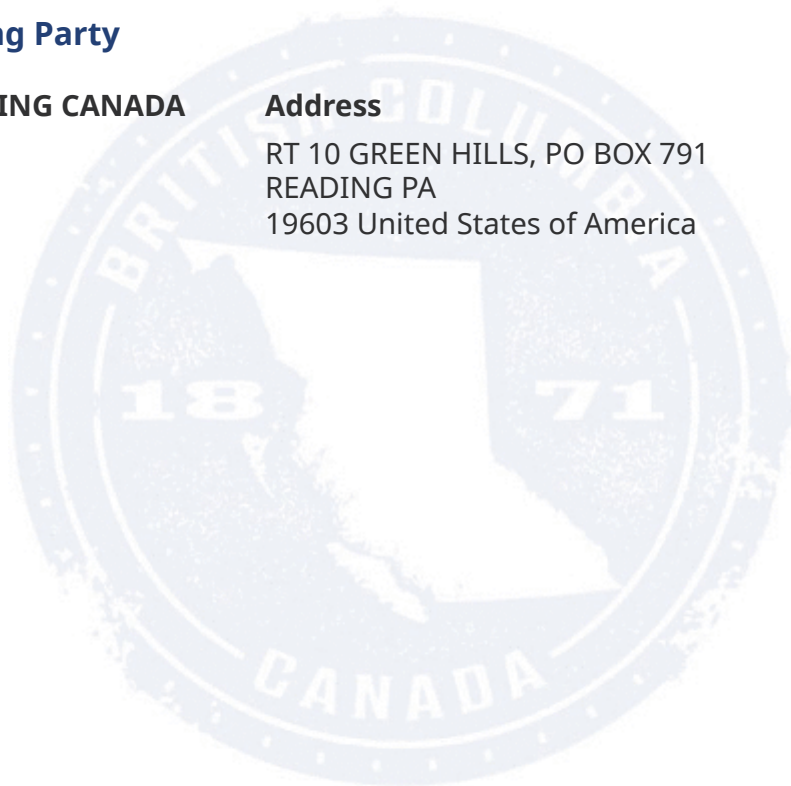 ng Party
ING CANADA
Address
RT 10 GREEN HILLS, PO BOX 791
READING PA
19603 United States of America
BRITISH COLUMBIA
18 71
CANADA